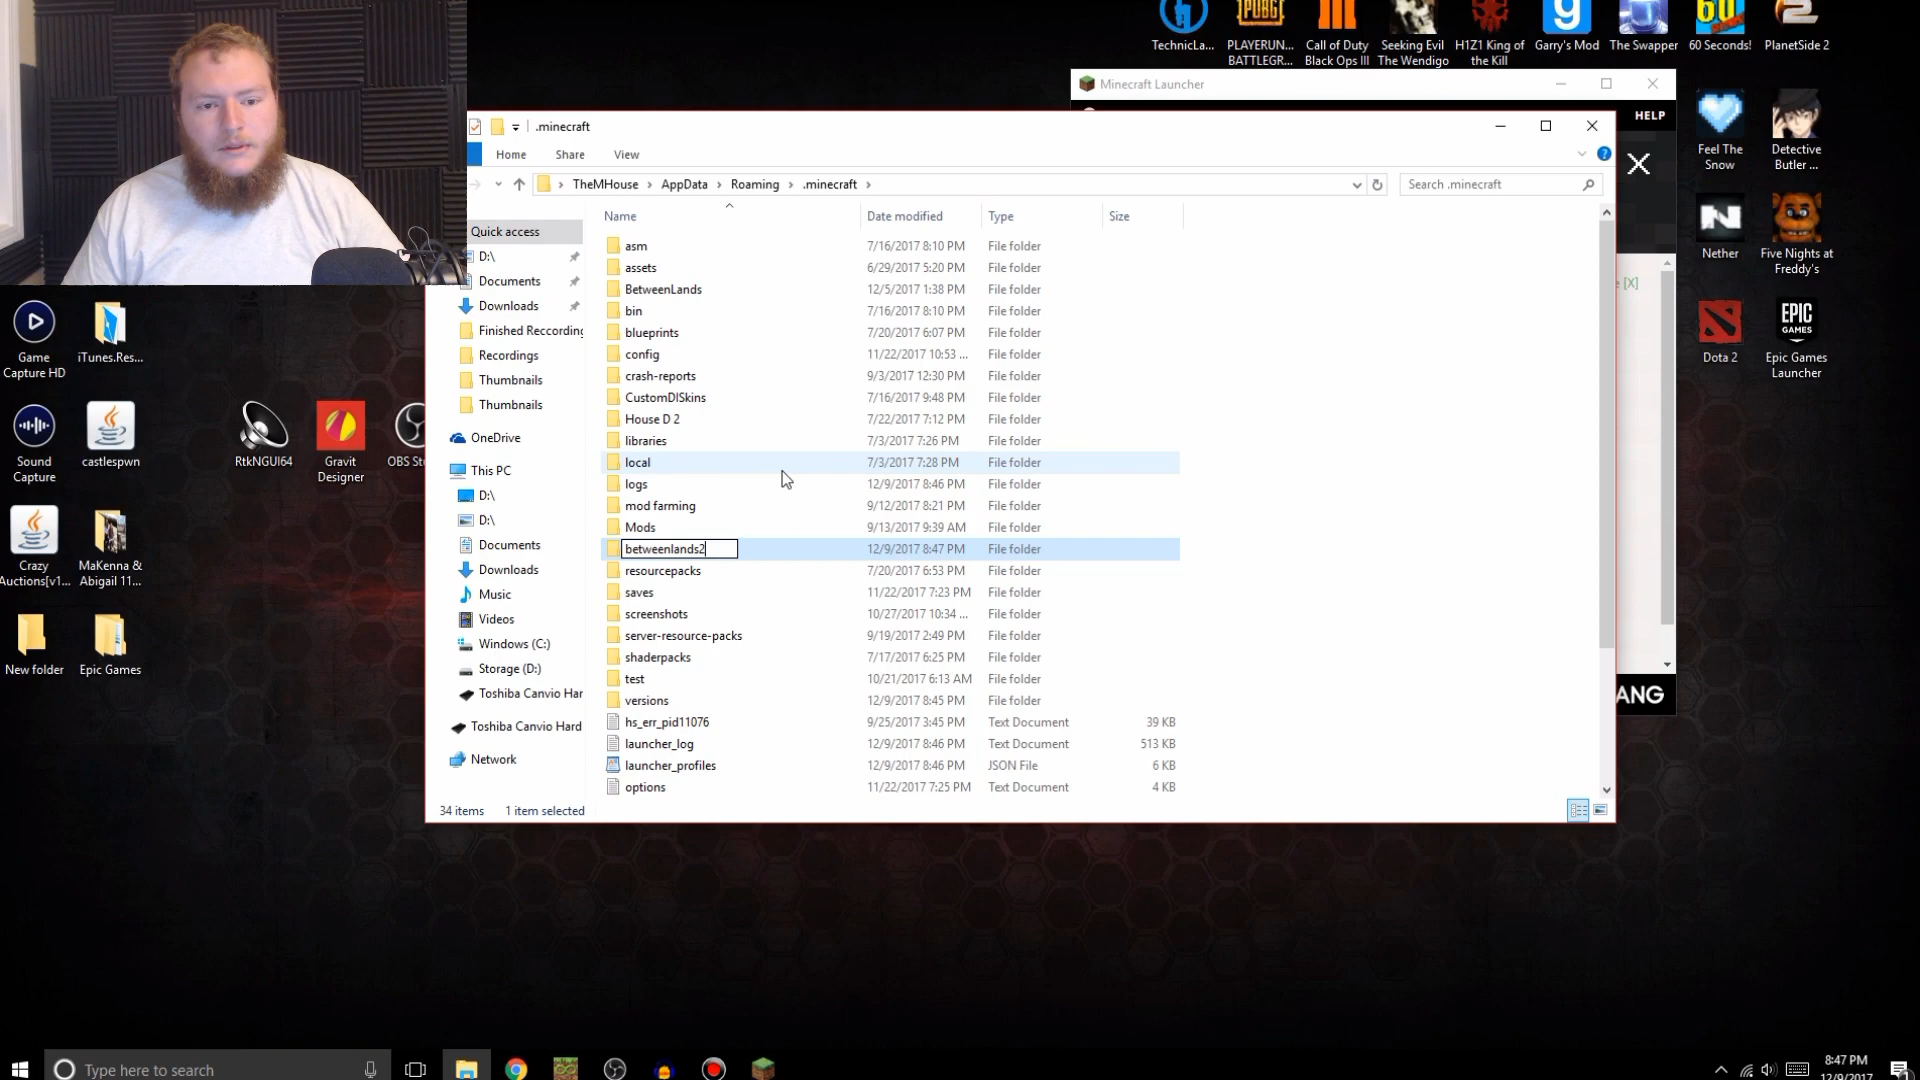 TechnicLa...
PLAYERUN... BATTLEGR...
Call of Duty Black Ops III
Seeking Evil The Wendigo
H1Z1 King of the Kill
Garry's Mod
The Swapper
60 Seconds!
PlanetSide 2
Minecraft Launcher
HELP
.minecraft
Home Share View
TheMHouse > AppData > Roaming > .minecraft >
Search .minecraft
Name Date modified Type Size
Quick access
D:\
Documents
Downloads
Finished Reccording
Recordings
Thumbnails
Thumbnails
OneDrive
This PC
D:\
D:\
Documents
Downloads
Music
Videos
Windows (C:)
Storage (D:)
Toshiba Canvio Har
Toshiba Canvio Hard
Network
asm 7/16/2017 8:10 PM File folder
assets 6/29/2017 5:20 PM File folder
BetweenLands 12/5/2017 1:38 PM File folder
bin 7/16/2017 8:10 PM File folder
blueprints 7/20/2017 6:07 PM File folder
config 11/22/2017 10:53 ... File folder
crash-reports 9/3/2017 12:30 PM File folder
CustomDISkins 7/16/2017 9:48 PM File folder
House D 2 7/22/2017 7:12 PM File folder
libraries 7/3/2017 7:26 PM File folder
local 7/3/2017 7:28 PM File folder
logs 12/9/2017 8:46 PM File folder
mod farming 9/12/2017 8:21 PM File folder
Mods 9/13/2017 9:39 AM File folder
betweenlands2 12/9/2017 8:47 PM File folder
resourcepacks 7/20/2017 6:53 PM File folder
saves 11/22/2017 7:23 PM File folder
screenshots 10/27/2017 10:34 ... File folder
server-resource-packs 9/19/2017 2:49 PM File folder
shaderpacks 7/17/2017 6:25 PM File folder
test 10/21/2017 6:13 AM File folder
versions 12/9/2017 8:45 PM File folder
hs_err_pid11076 9/25/2017 3:45 PM Text Document 39 KB
launcher_log 12/9/2017 8:46 PM Text Document 513 KB
launcher_profiles 12/9/2017 8:46 PM JSON File 6 KB
options 11/22/2017 7:25 PM Text Document 4 KB
34 items 1 item selected
e [X]
ANG
Feel The Snow
Detective Butler ...
Nether
Five Nights at Freddy's
Dota 2
EPIC GAMES
Epic Games Launcher
Game Capture HD
iTunes.Res...
Sound Capture
castlespwn
RtkNGUI64
Gravit Designer
OBS St
Crazy Auctions[v1...
MaKenna & Abigail 11...
New folder
Epic Games
Type here to search
8:47 PM
12/9/2017